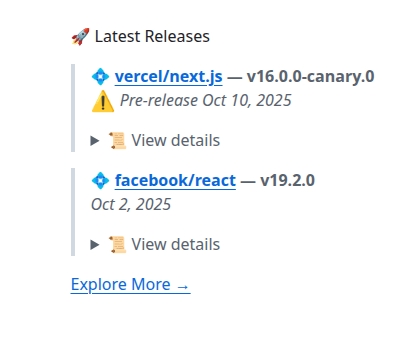 🚀 Latest Releases
💠 vercel/next.js — v16.0.0-canary.0
⚠️ Pre-release Oct 10, 2025
▶ 📜 View details
💠 facebook/react — v19.2.0
Oct 2, 2025
▶ 📜 View details
Explore More →